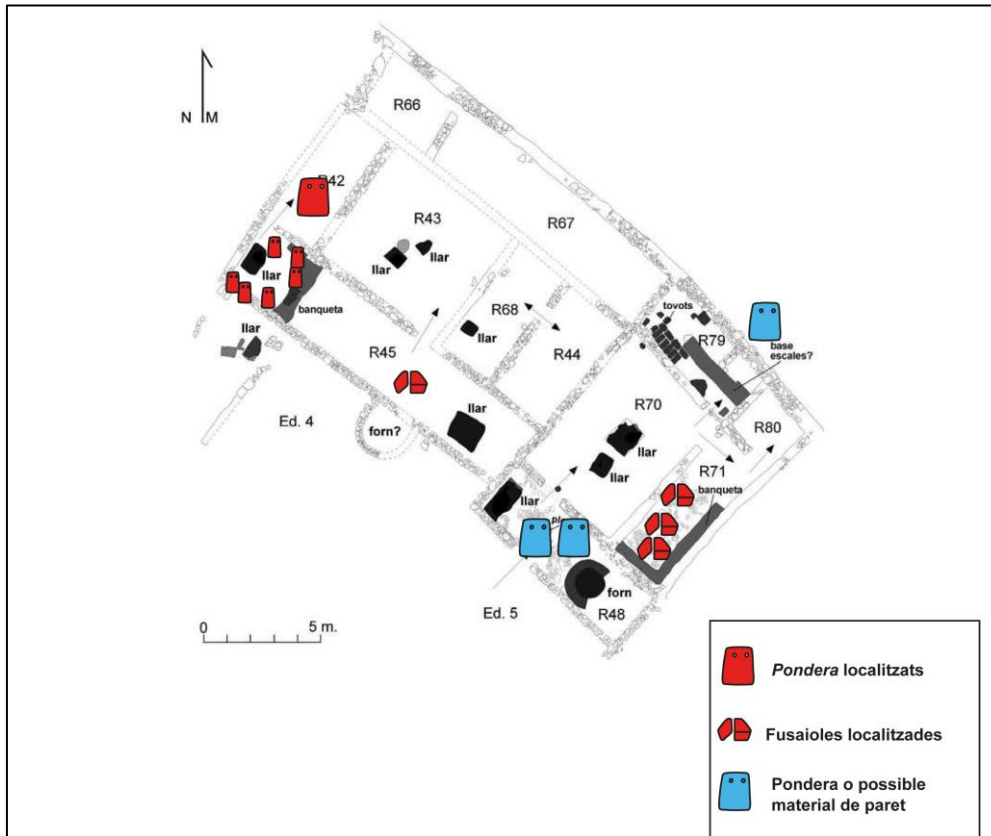 N M
R66
R42
R43
R67
llar
llar
llar
banqueta
llar
R68
llar
R44
tovots
R79
base
escales?
R45
llar
R70
llar
llar
R80
R71
banqueta
Ed. 4
forn?
llar
forn
R48
Ed. 5
0 5 m.
Pondera localitzats
Fusaioles localitzades
Pondera o possible
material de paret